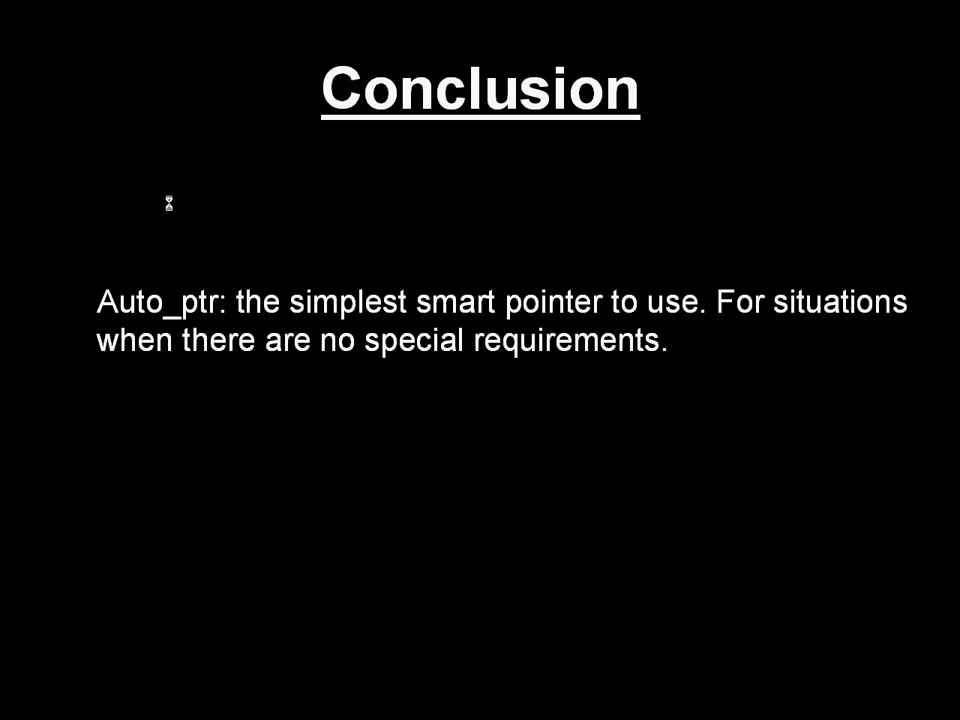 Conclusion
Auto_ptr: the simplest smart pointer to use. For situations
when there are no special requirements.